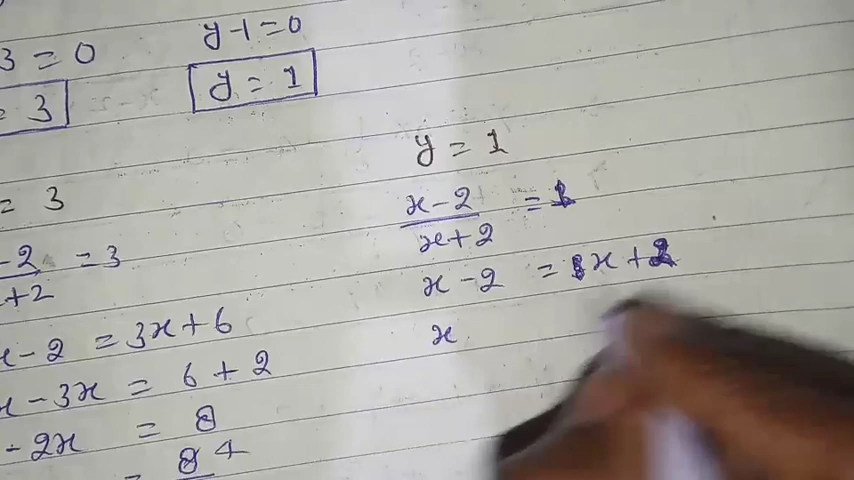 3 = 0
y - 1 = 0
= 3
y = 1
= 3
-2 = 3
+2
x - 2 = 3x + 6
x - 3x = 6 + 2
- 2x = 8
= 8 4
y = 1
x - 2 = 1
x + 2
x - 2 = x + 2
x